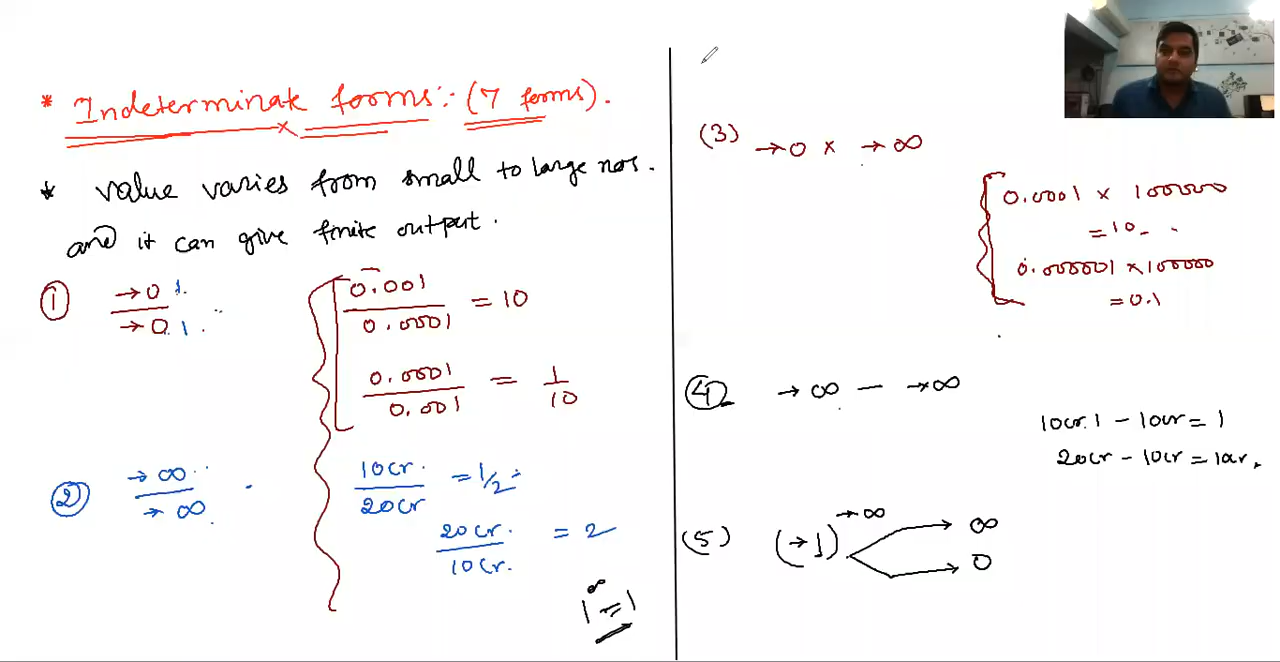 * Indeterminate forms:- (7 forms).
* value varies from small to large nos.
and it can give finite output.
① →0 / →0
0.001 / 0.0001 = 10
0.0001 / 0.001 = 1/10
② →∞ / →∞
10cr. / 20cr = 1/2
20cr. / 10cr. = 2
1^∞ = 1
(3) →0 × →∞
0.0001 × 100000
= 10
0.000001 × 100000
= 0.1
④ →∞ — →∞
10cr.1 - 10cr = 1
20cr - 10cr = 10cr.
(5) (→1)^→∞
∞
0